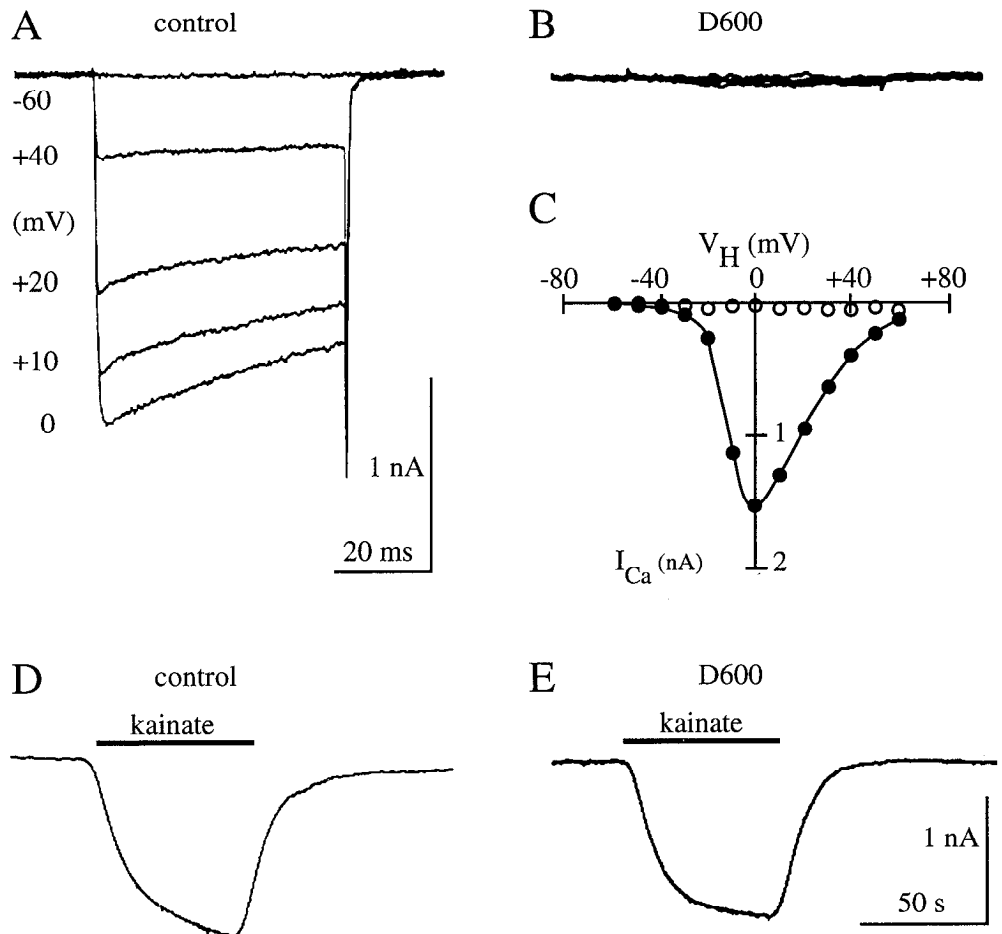 A control
-60
+40
(mV)
+20
+10
0
1 nA
20 ms
B D600
C
V_H (mV)
-80 -40 0 +40 +80
1
2
I_Ca (nA)
D control
kainate
E D600
kainate
1 nA
50 s